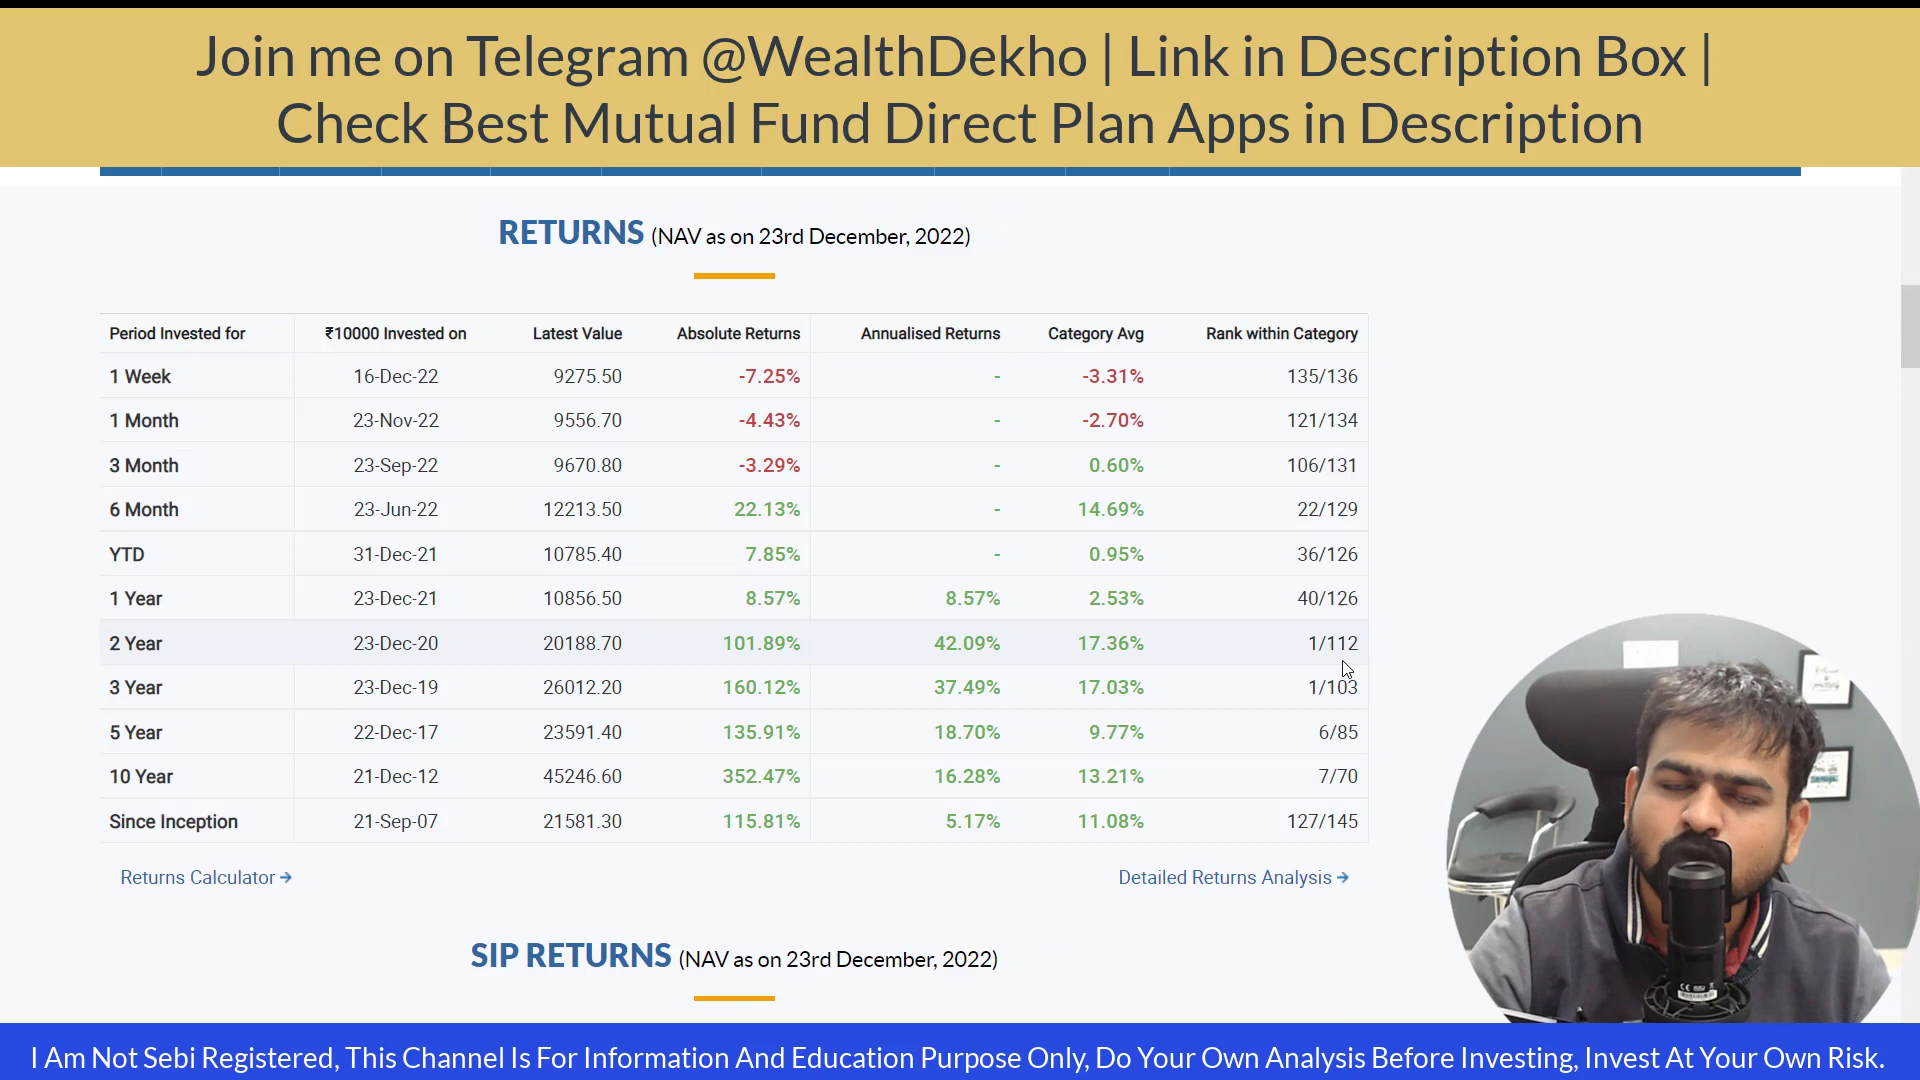 Join me on Telegram @WealthDekho | Link in Description Box |
Check Best Mutual Fund Direct Plan Apps in Description
RETURNS (NAV as on 23rd December, 2022)
Period Invested for ₹10000 Invested on Latest Value Absolute Returns Annualised Returns Category Avg Rank within Category
1 Week 16-Dec-22 9275.50 -7.25% - -3.31% 135/136
1 Month 23-Nov-22 9556.70 -4.43% - -2.70% 121/134
3 Month 23-Sep-22 9670.80 -3.29% - 0.60% 106/131
6 Month 23-Jun-22 12213.50 22.13% - 14.69% 22/129
YTD 31-Dec-21 10785.40 7.85% - 0.95% 36/126
1 Year 23-Dec-21 10856.50 8.57% 8.57% 2.53% 40/126
2 Year 23-Dec-20 20188.70 101.89% 42.09% 17.36% 1/112
3 Year 23-Dec-19 26012.20 160.12% 37.49% 17.03% 1/103
5 Year 22-Dec-17 23591.40 135.91% 18.70% 9.77% 6/85
10 Year 21-Dec-12 45246.60 352.47% 16.28% 13.21% 7/70
Since Inception 21-Sep-07 21581.30 115.81% 5.17% 11.08% 127/145
Returns Calculator → Detailed Returns Analysis →
SIP RETURNS (NAV as on 23rd December, 2022)
I Am Not Sebi Registered, This Channel Is For Information And Education Purpose Only, Do Your Own Analysis Before Investing, Invest At Your Own Risk.